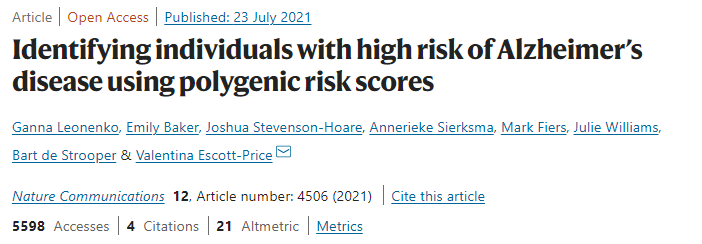 Article | Open Access | Published: 23 July 2021
Identifying individuals with high risk of Alzheimer’s
disease using polygenic risk scores
Ganna Leonenko, Emily Baker, Joshua Stevenson-Hoare, Annerieke Sierksma, Mark Fiers, Julie Williams,
Bart de Strooper & Valentina Escott-Price
Nature Communications 12, Article number: 4506 (2021) | Cite this article
5598 Accesses | 4 Citations | 21 Altmetric | Metrics